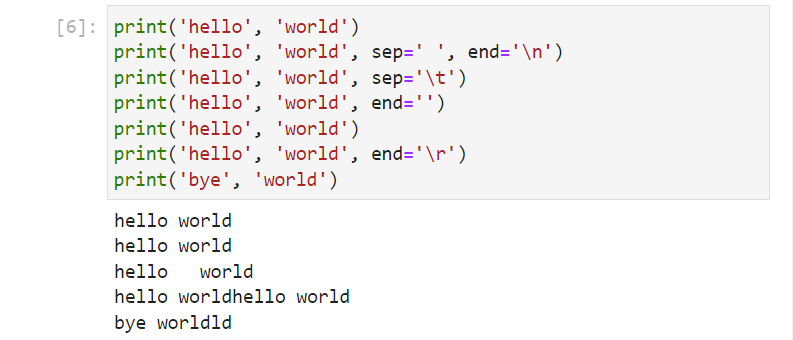 [6]: print('hello', 'world')
print('hello', 'world', sep=' ', end='\n')
print('hello', 'world', sep='\t')
print('hello', 'world', end='')
print('hello', 'world')
print('hello', 'world', end='\r')
print('bye', 'world')
hello world
hello world
hello   world
hello worldhello world
bye worldld